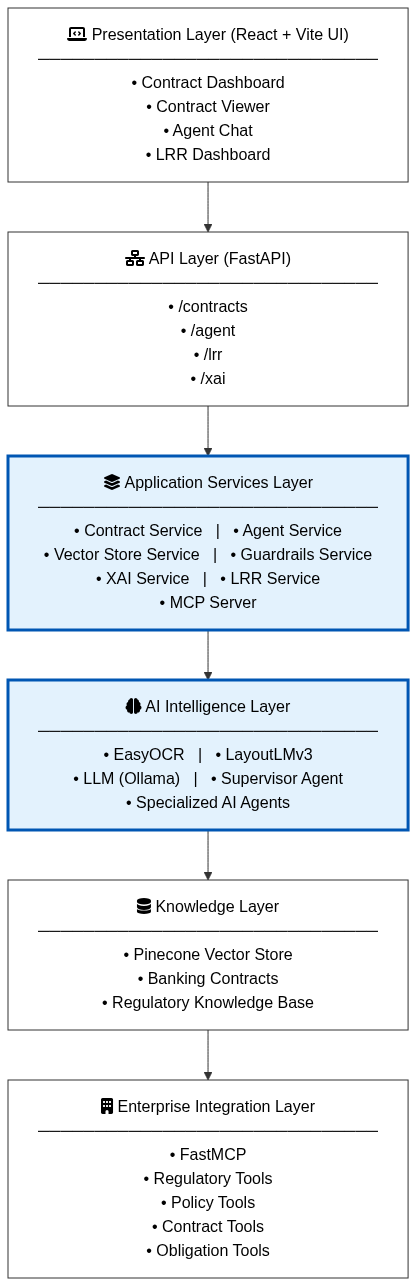 Presentation Layer (React + Vite UI)
• Contract Dashboard
• Contract Viewer
• Agent Chat
• LRR Dashboard
API Layer (FastAPI)
• /contracts
• /agent
• /lrr
• /xai
Application Services Layer
• Contract Service | • Agent Service
• Vector Store Service | • Guardrails Service
• XAI Service | • LRR Service
• MCP Server
AI Intelligence Layer
• EasyOCR | • LayoutLMv3
• LLM (Ollama) | • Supervisor Agent
• Specialized AI Agents
Knowledge Layer
• Pinecone Vector Store
• Banking Contracts
• Regulatory Knowledge Base
Enterprise Integration Layer
• FastMCP
• Regulatory Tools
• Policy Tools
• Contract Tools
• Obligation Tools